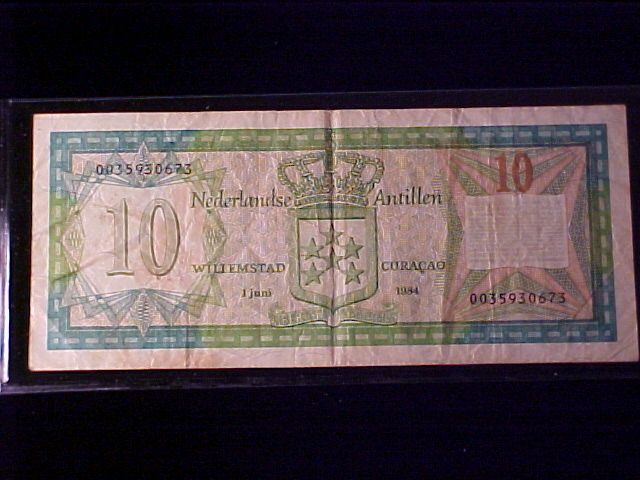 0035930673
10
Nederlandse Antillen
10
WILLEMSTAD CURAÇAO
1 juni 1984
0035930673